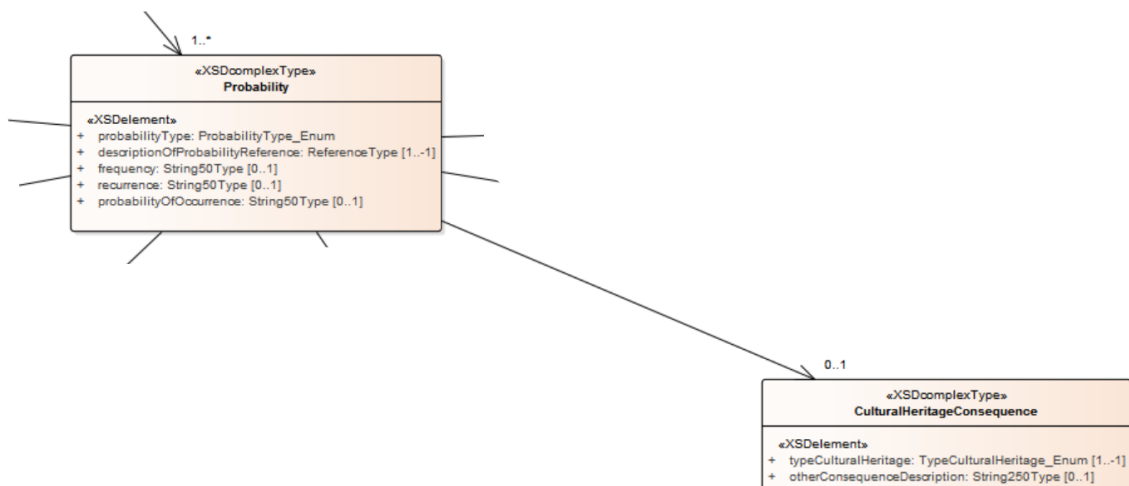 1..*
«XSDcomplexType»
Probability
«XSDelement»
+ probabilityType: ProbabilityType_Enum
+ descriptionOfProbabilityReference: ReferenceType [1..-1]
+ frequency: String50Type [0..1]
+ recurrence: String50Type [0..1]
+ probabilityOfOccurrence: String50Type [0..1]
0..1
«XSDcomplexType»
CulturalHeritageConsequence
«XSDelement»
+ typeCulturalHeritage: TypeCulturalHeritage_Enum [1..-1]
+ otherConsequenceDescription: String250Type [0..1]